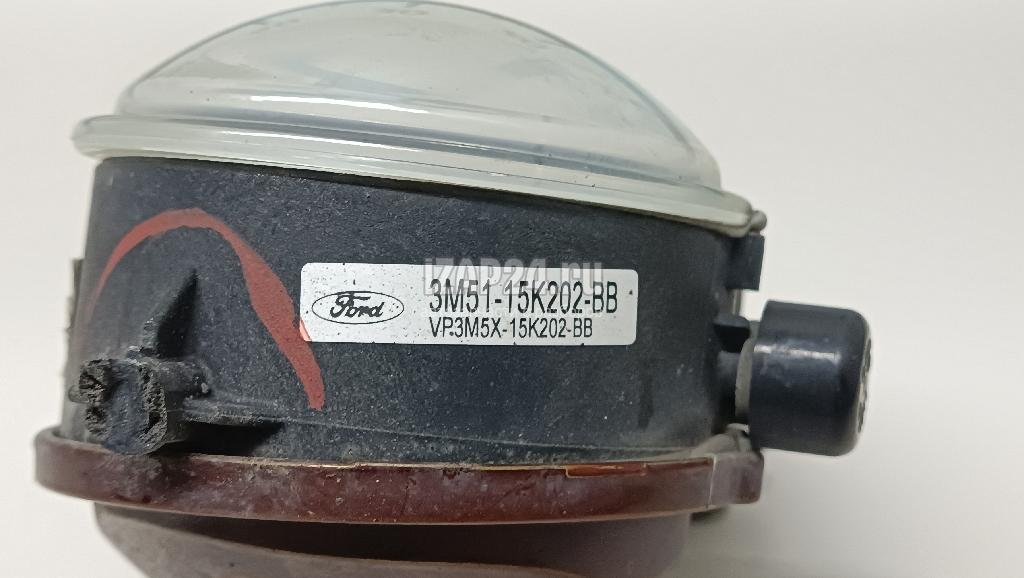 IZAP24.ru
Ford 3M51-15K202-BB
VP3M5X-15K202-BB